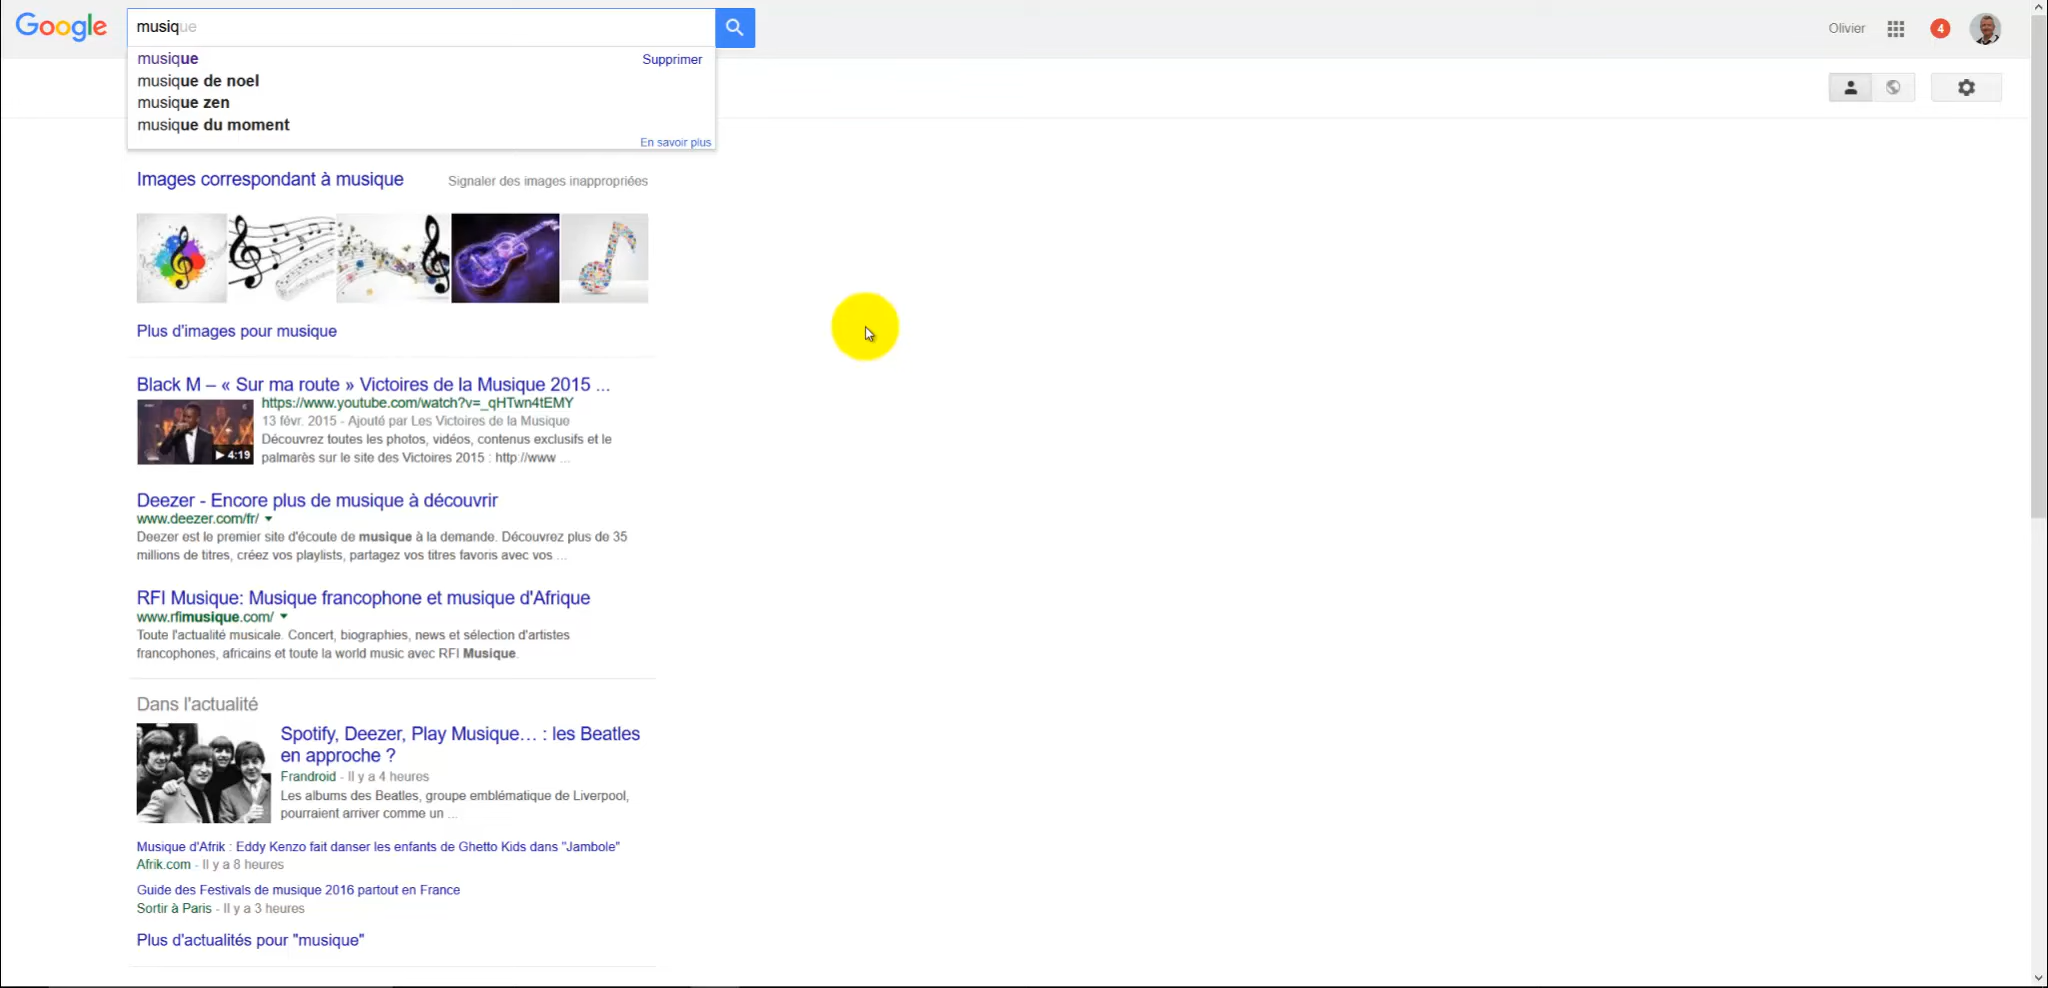 Google
musique
Olivier
4
musique
Supprimer
musique de noel
musique zen
musique du moment
En savoir plus
Images correspondant à musique
Signaler des images inappropriées
Plus d'images pour musique
Black M – « Sur ma route » Victoires de la Musique 2015 ...
https://www.youtube.com/watch?v=_qHTwn4tEMY
13 févr. 2015 - Ajouté par Les Victoires de la Musique
Découvrez toutes les photos, vidéos, contenus exclusifs et le
palmarès sur le site des Victoires 2015 : http://www ...
4:19
Deezer - Encore plus de musique à découvrir
www.deezer.com/fr/
Deezer est le premier site d'écoute de musique à la demande. Découvrez plus de 35
millions de titres, créez vos playlists, partagez vos titres favoris avec vos ...
RFI Musique: Musique francophone et musique d'Afrique
www.rfimusique.com/
Toute l'actualité musicale. Concert, biographies, news et sélection d'artistes
francophones, africains et toute la world music avec RFI Musique.
Dans l'actualité
Spotify, Deezer, Play Musique… : les Beatles
en approche ?
Frandroid - Il y a 4 heures
Les albums des Beatles, groupe emblématique de Liverpool,
pourraient arriver comme un ...
Musique d'Afrik : Eddy Kenzo fait danser les enfants de Ghetto Kids dans "Jambole"
Afrik.com - Il y a 8 heures
Guide des Festivals de musique 2016 partout en France
Sortir à Paris - Il y a 3 heures
Plus d'actualités pour "musique"